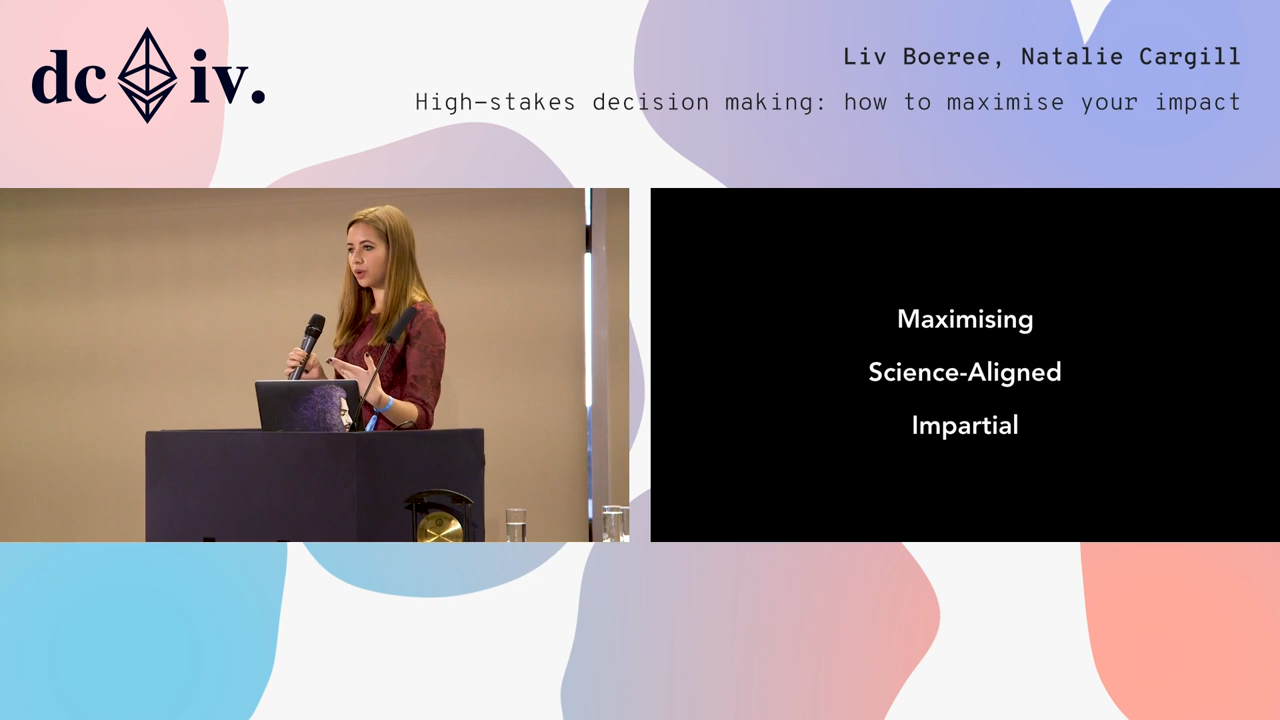 dc iv.
Liv Boeree, Natalie Cargill
High-stakes decision making: how to maximise your impact
Maximising
Science-Aligned
Impartial